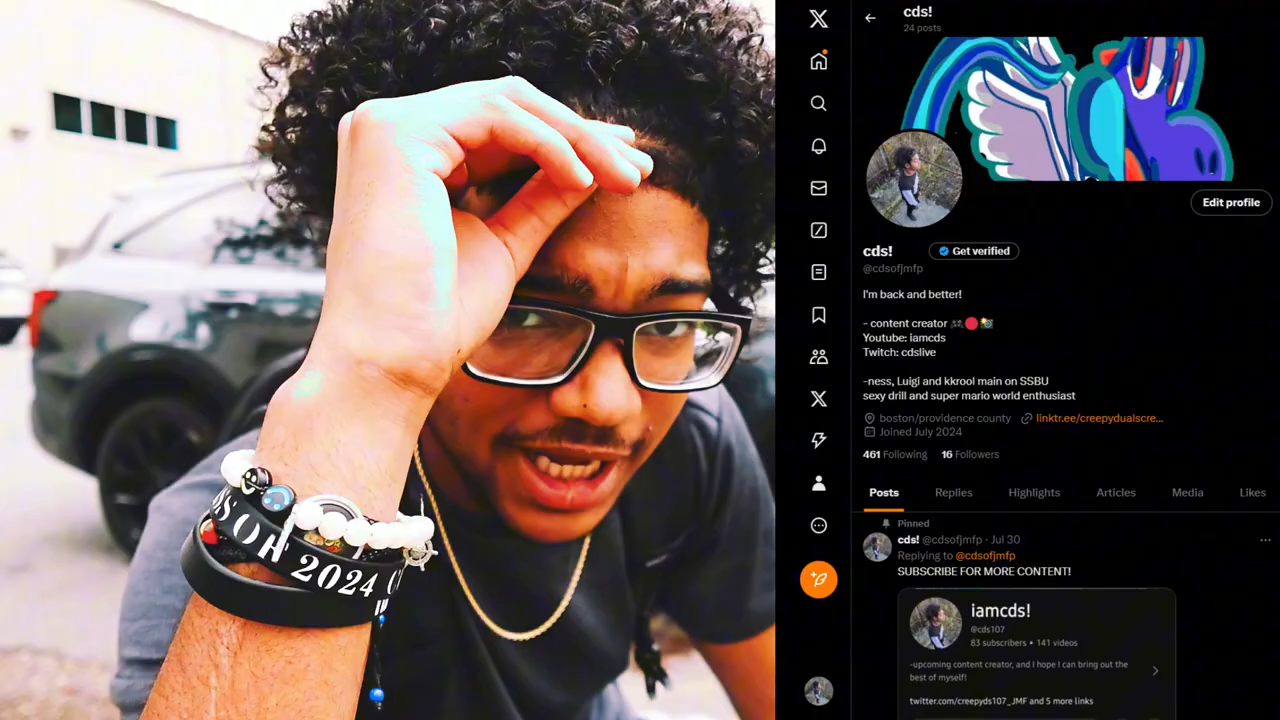 SSOH 2024
cds!
24 posts
Edit profile
cds!
Get verified
@cdsofjmfp
I'm back and better!
- content creator 🎮🔴📸
Youtube: iamcds
Twitch: cdslive
-ness, Luigi and kkrool main on SSBU
sexy drill and super mario world enthusiast
boston/providence county linktr.ee/creepydualscre...
Joined July 2024
461 Following 16 Followers
Posts Replies Highlights Articles Media Likes
Pinned
cds! @cdsofjmfp · Jul 30
Replying to @cdsofjmfp
SUBSCRIBE FOR MORE CONTENT!
iamcds!
@cds107
83 subscribers • 141 videos
-upcoming content creator, and I hope I can bring out the
best of myself!
twitter.com/creepyds107_JMF and 5 more links